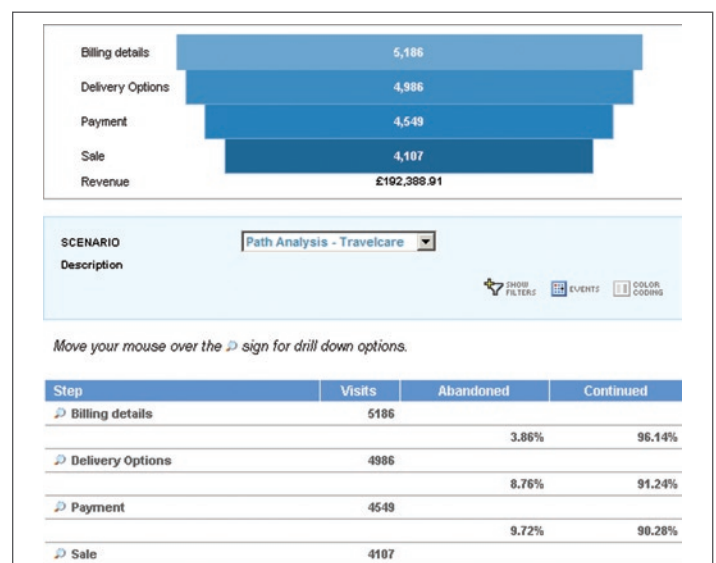 Billing details 5,186
Delivery Options 4,986
Payment 4,549
Sale 4,107
Revenue £192,388.91
SCENARIO Path Analysis - Travelcare
Description
SHOW FILTERS EVENTS COLOR CODING
Move your mouse over the sign for drill down options.
Step Visits Abandoned Continued
Billing details 5186
3.86% 96.14%
Delivery Options 4986
8.76% 91.24%
Payment 4549
9.72% 90.28%
Sale 4107